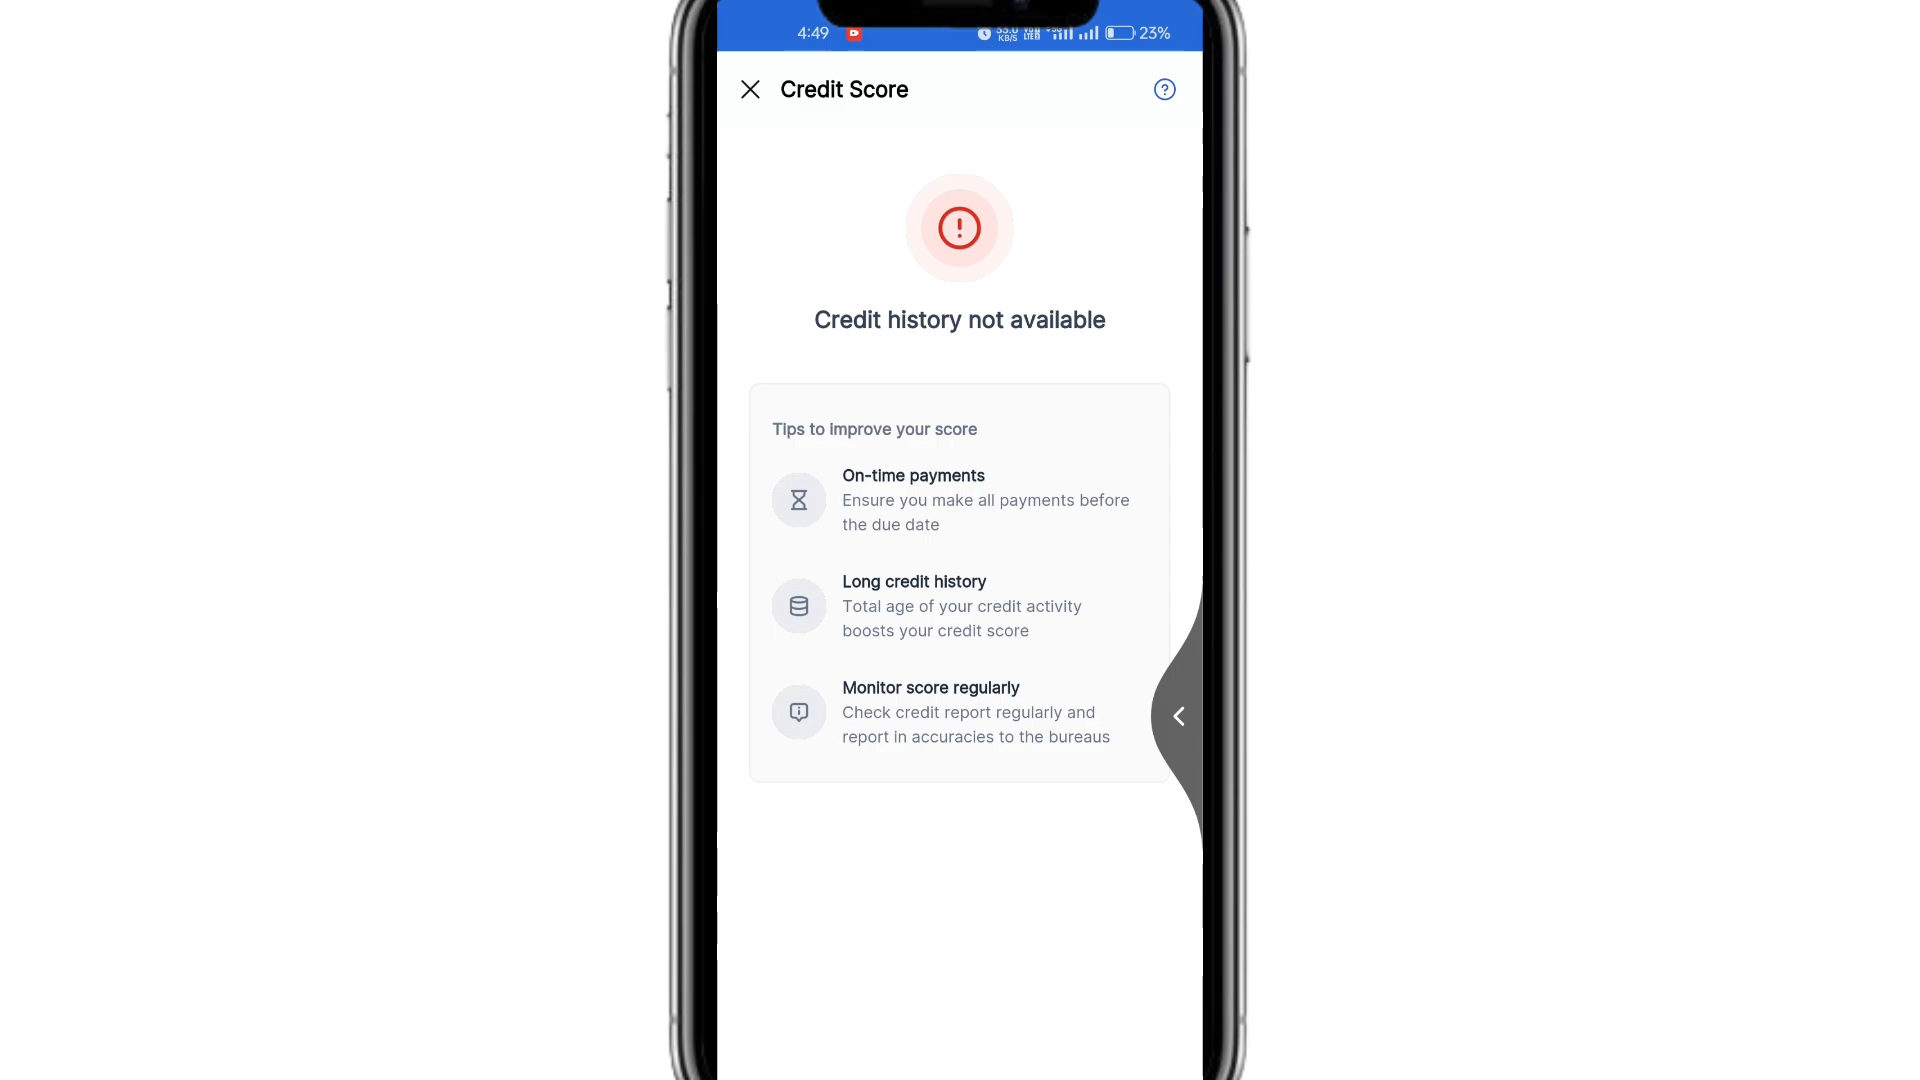 4:49
KB/S 23%
Credit Score
Credit history not available
Tips to improve your score
On-time payments
Ensure you make all payments before
the due date
Long credit history
Total age of your credit activity
boosts your credit score
Monitor score regularly
Check credit report regularly and
report in accuracies to the bureaus